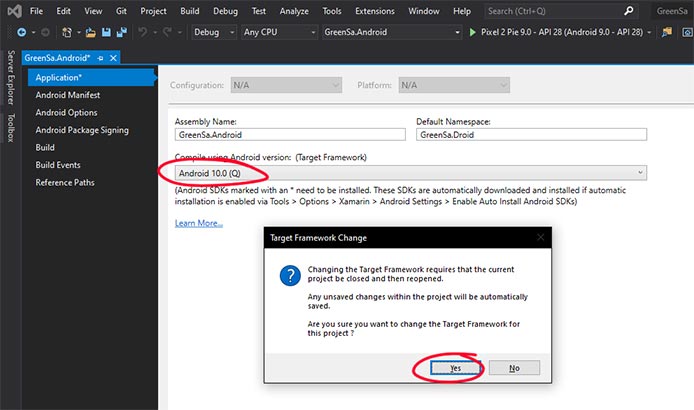 File Edit View Git Project Build Debug Test Analyze Tools Extensions Window Help Search (Ctrl+Q) GreenSa
Debug Any CPU GreenSa.Android Pixel 2 Pie 9.0 - API 28 (Android 9.0 - API 28)
Server Explorer
Toolbox
GreenSa.Android*
Application*
Android Manifest
Android Options
Android Package Signing
Build
Build Events
Reference Paths
Configuration: N/A Platform: N/A
Assembly Name: Default Namespace:
GreenSa.Android GreenSa.Droid
Compile using Android version: (Target Framework)
Android 10.0 (Q)
(Android SDKs marked with an * need to be installed. These SDKs are automatically downloaded and installed if automatic
installation is enabled via Tools > Options > Xamarin > Android Settings > Enable Auto Install Android SDKs)
Learn More...
Target Framework Change
Changing the Target Framework requires that the current
project be closed and then reopened.
Any unsaved changes within the project will be automatically
saved.
Are you sure you want to change the Target Framework for
this project ?
Yes No